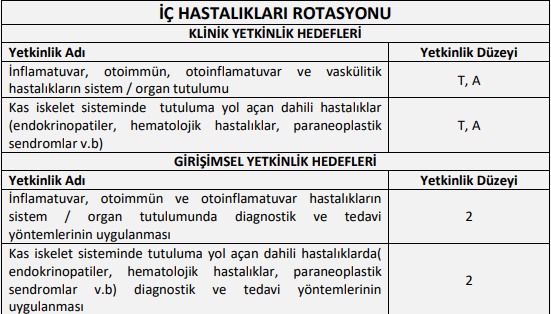 İÇ HASTALIKLARI ROTASYONU
KLİNİK YETKİNLİK HEDEFLERİ
Yetkinlik Adı Yetkinlik Düzeyi
İnflamatuvar, otoimmün, otoinflamatuvar ve vaskülitik
hastalıkların sistem / organ tutulumu
T, A
Kas iskelet sisteminde tutuluma yol açan dahili hastalıklar
(endokrinopatiler, hematolojik hastalıklar, paraneoplastik
sendromlar v.b)
T, A
GİRİŞİMSEL YETKİNLİK HEDEFLERİ
Yetkinlik Adı Yetkinlik Düzeyi
İnflamatuvar, otoimmün ve otoinflamatuvar hastalıkların
sistem / organ tutulumunda diagnostik ve tedavi
yöntemlerinin uygulanması
2
Kas iskelet sisteminde tutuluma yol açan dahili hastalıklarda(
endokrinopatiler, hematolojik hastalıklar, paraneoplastik
sendromlar v.b) diagnostik ve tedavi yöntemlerinin
uygulanması
2